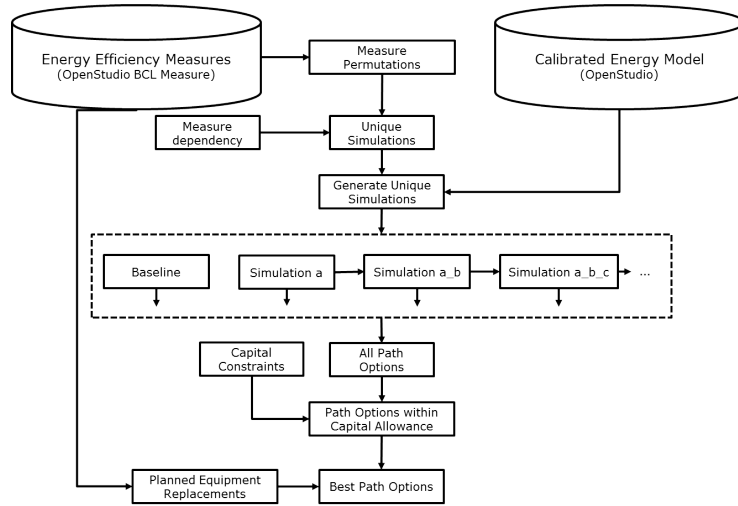 Energy Efficiency Measures
(OpenStudio BCL Measure)
Measure
Permutations
Calibrated Energy Model
(OpenStudio)
Measure
dependency
Unique
Simulations
Generate Unique
Simulations
Baseline
Simulation a
Simulation a_b
Simulation a_b_c
...
Capital
Constraints
All Path
Options
Path Options within
Capital Allowance
Planned Equipment
Replacements
Best Path Options